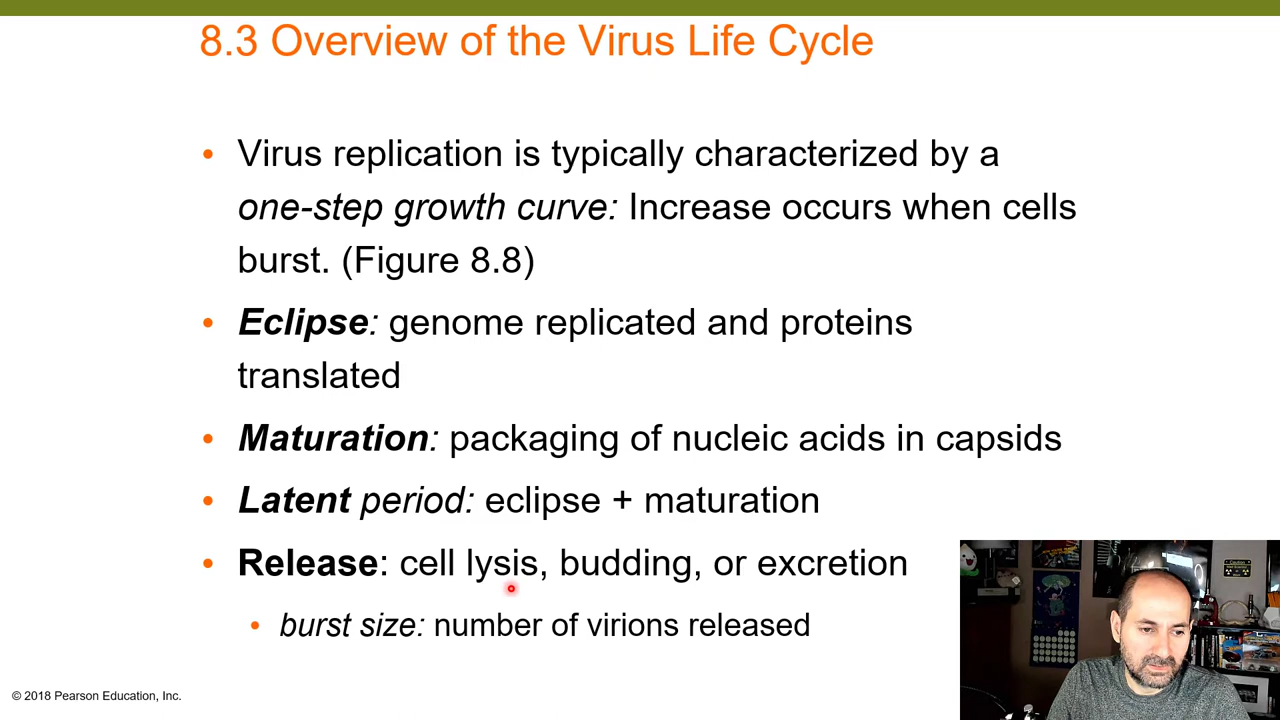 8.3 Overview of the Virus Life Cycle
• Virus replication is typically characterized by a
one-step growth curve: Increase occurs when cells
burst. (Figure 8.8)
• Eclipse: genome replicated and proteins
translated
• Maturation: packaging of nucleic acids in capsids
• Latent period: eclipse + maturation
• Release: cell lysis, budding, or excretion
• burst size: number of virions released
© 2018 Pearson Education, Inc.
Caution